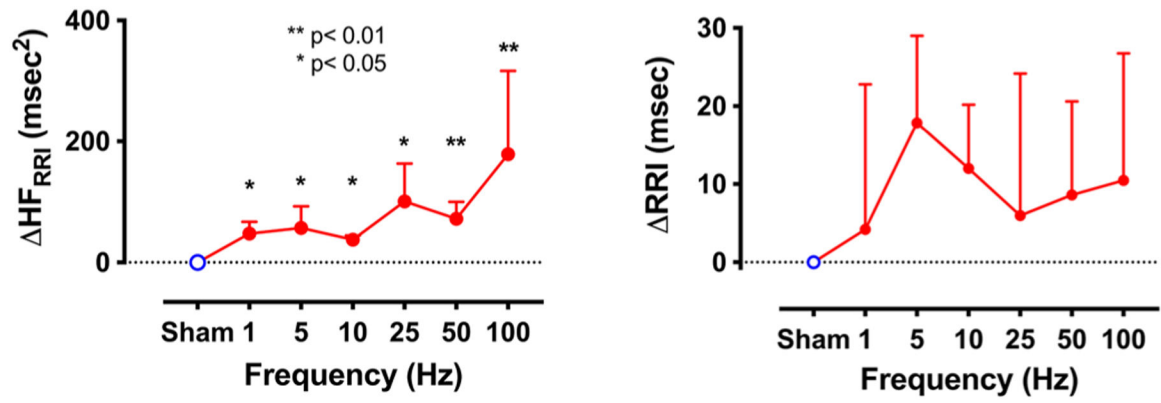 ΔHFRRI (msec2)
400
200
0
** p< 0.01
* p< 0.05
*
*
*
*
**
**
Sham 1 5 10 25 50 100
Frequency (Hz)
ΔRRI (msec)
30
20
10
0
Sham 1 5 10 25 50 100
Frequency (Hz)